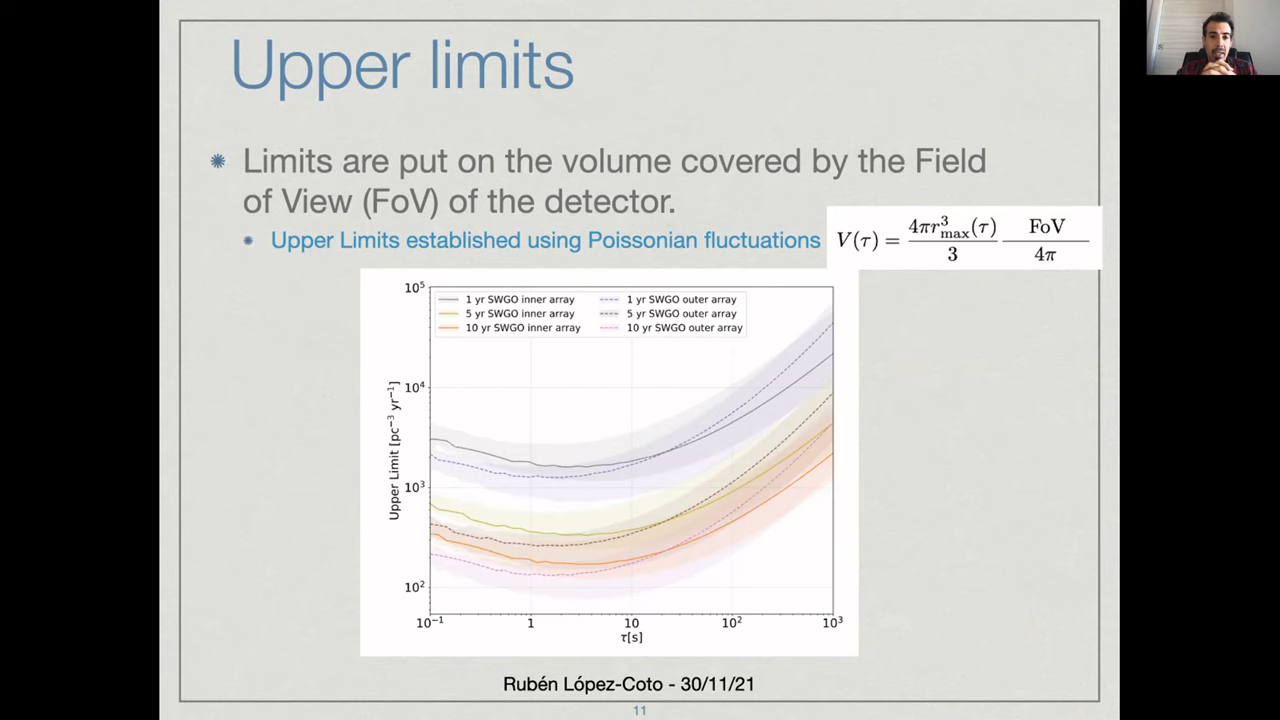 Upper limits
Limits are put on the volume covered by the Field
of View (FoV) of the detector.
Upper Limits established using Poissonian fluctuations
V(τ) = 4πr³max(τ)/3 FoV/4π
1 yr SWGO inner array
5 yr SWGO inner array
10 yr SWGO inner array
1 yr SWGO outer array
5 yr SWGO outer array
10 yr SWGO outer array
Upper Limit [pc⁻³ yr⁻¹]
10⁵
10⁴
10³
10²
10⁻¹ 1 10 10² 10³
τ[s]
Rubén López-Coto - 30/11/21
11